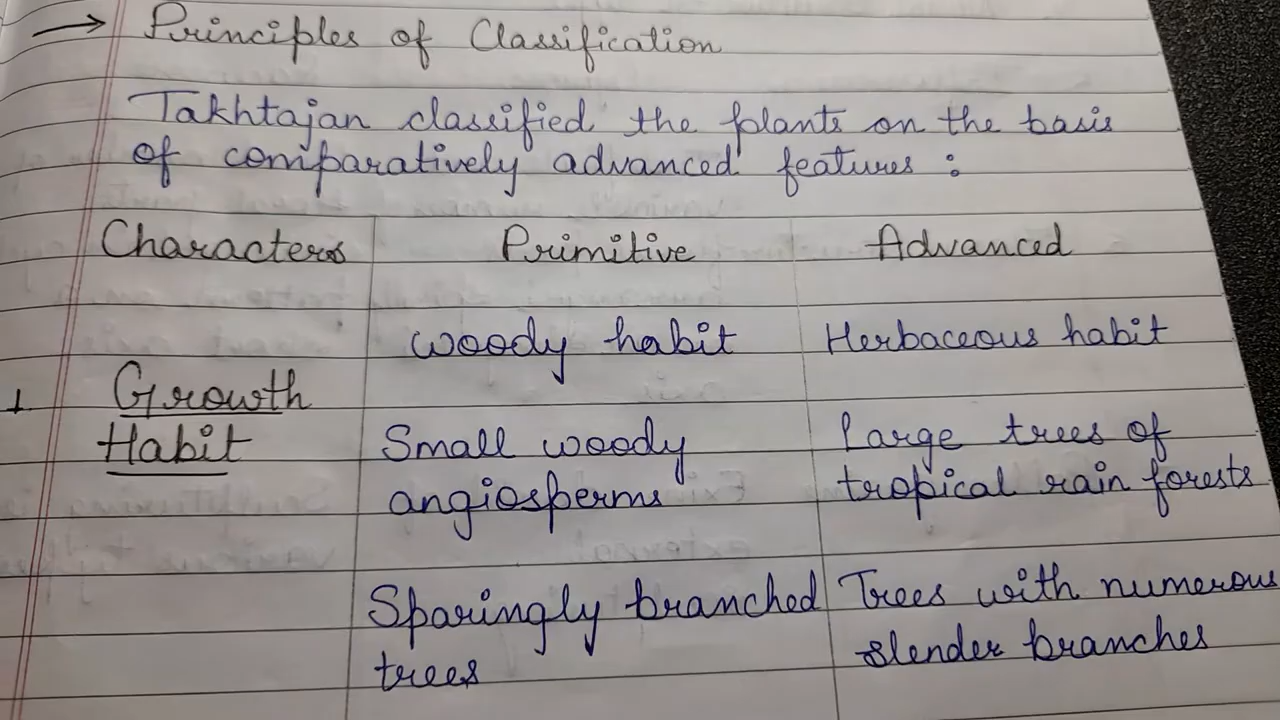 → Principles of Classification
Takhtajan classified the plants on the basis
of comparatively advanced features :
Characters Primitive Advanced
woody habit Herbaceous habit
1 Growth
Habit
Small woody Large trees of
angiosperms tropical rain forests
Sparingly branched Trees with numerous
trees slender branches